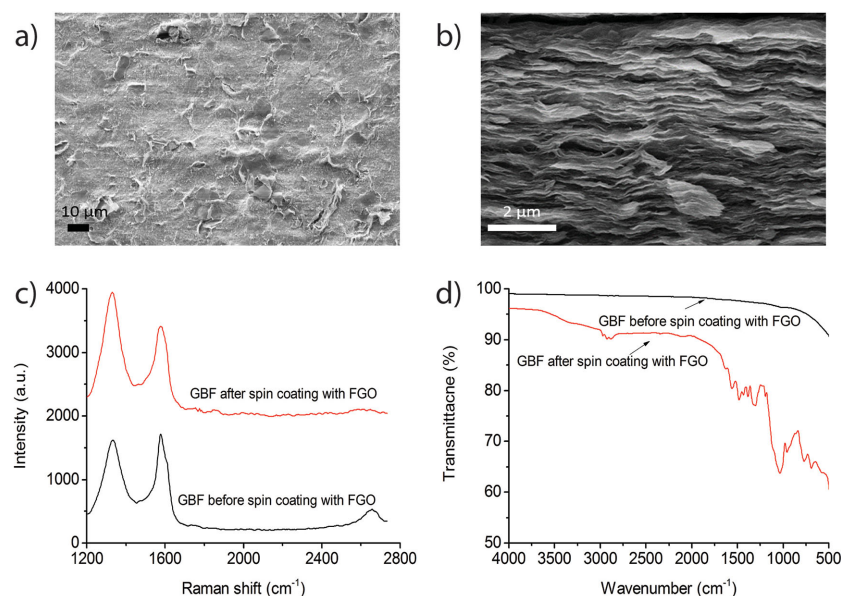 a)
10 µm
b)
2 µm
c)
4000
3000
2000
1000
0
1200
1600
2000
2400
2800
Intensity (a.u.)
Raman shift (cm-1)
GBF after spin coating with FGO
GBF before spin coating with FGO
d)
100
90
80
70
60
50
4000
3500
3000
2500
2000
1500
1000
500
Transmittacne (%)
Wavenumber (cm-1)
GBF before spin coating with FGO
GBF after spin coating with FGO